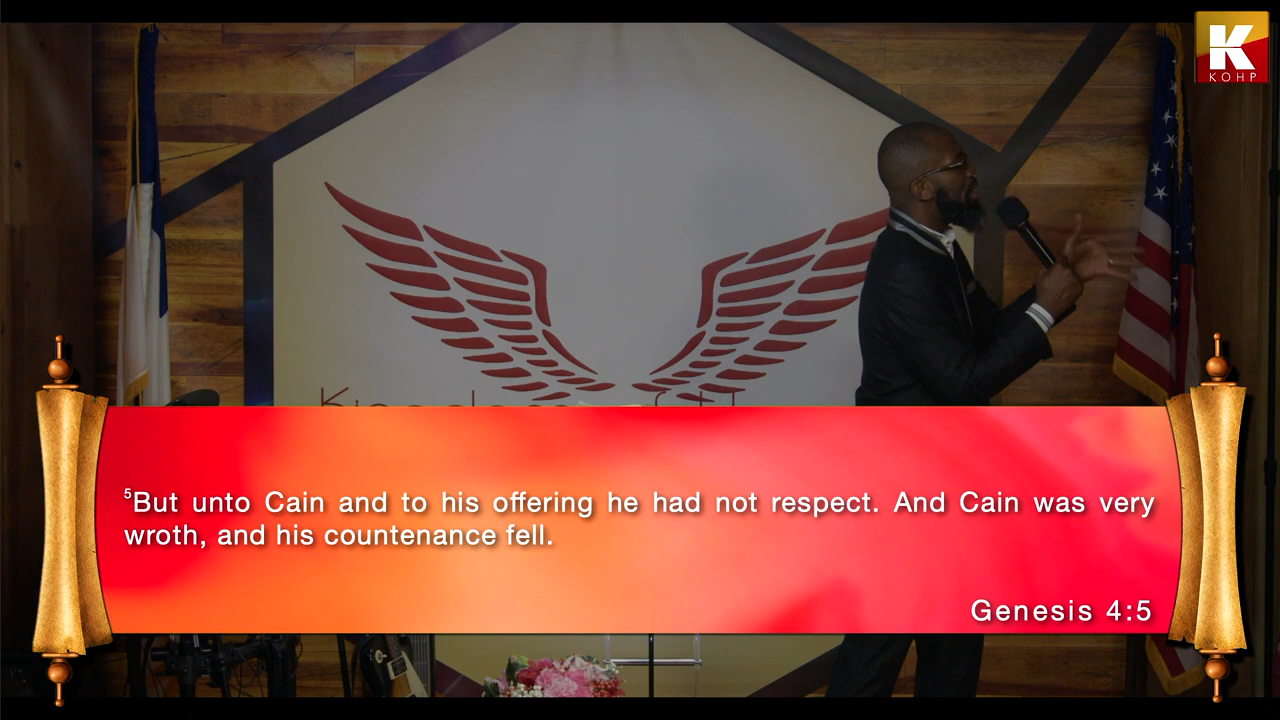 K
KOHP
⁵But unto Cain and to his offering he had not respect. And Cain was very
wroth, and his countenance fell.
Genesis 4:5